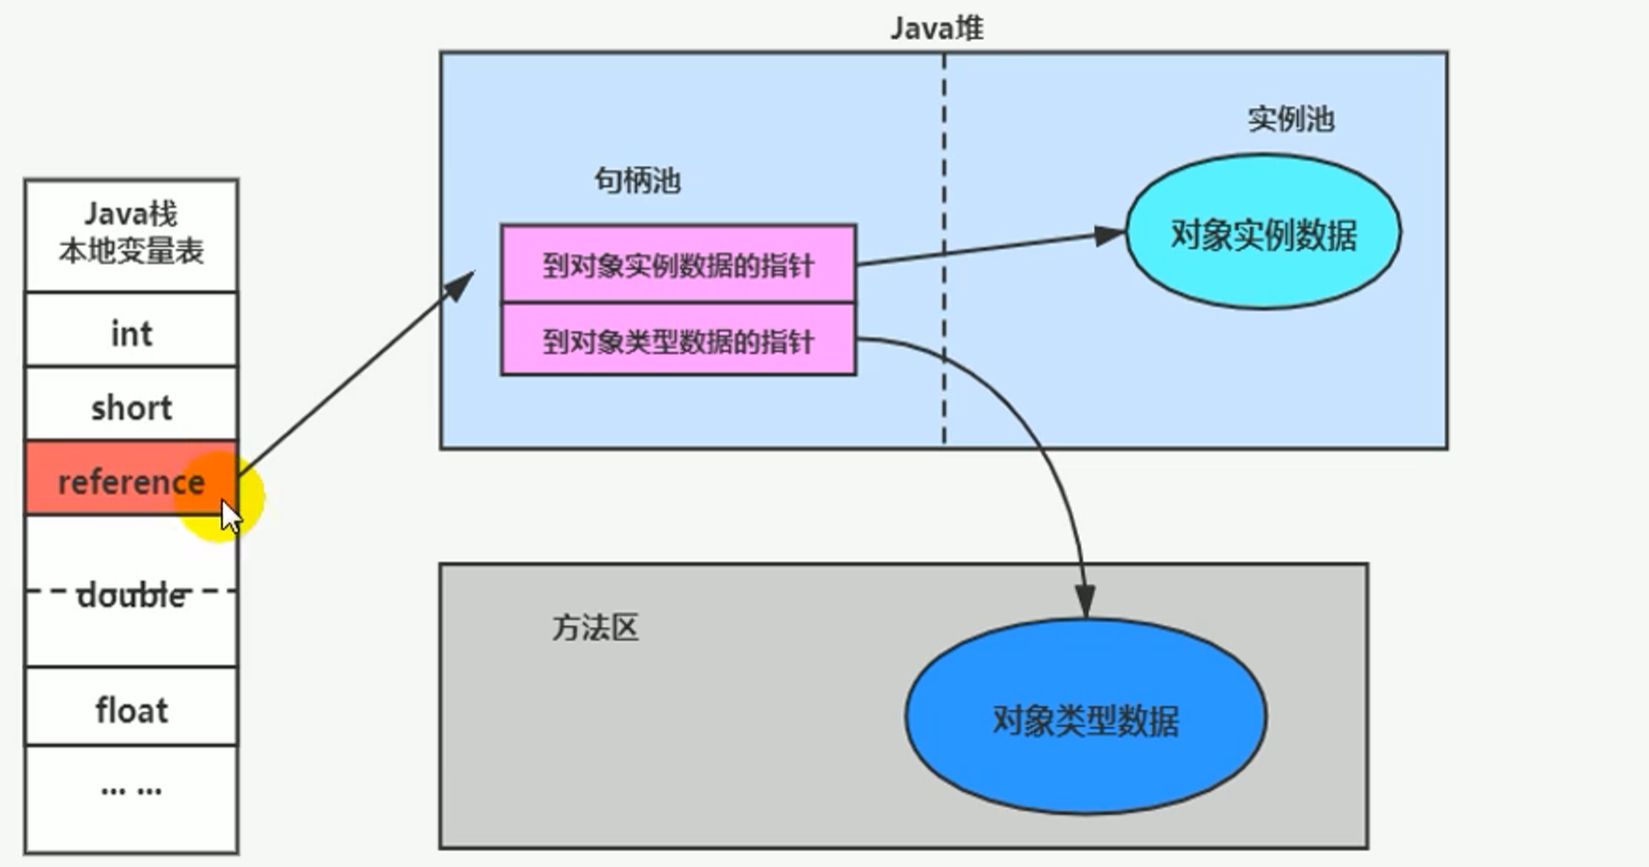 Java堆
实例池
句柄池
对象实例数据
到对象实例数据的指针
到对象类型数据的指针
Java栈
本地变量表
int
short
reference
double
float
... ...
方法区
对象类型数据